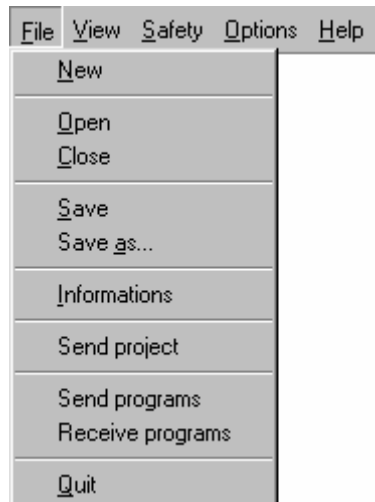 File View Safety Options Help
New
Open
Close
Save
Save as...
Informations
Send project
Send programs
Receive programs
Quit